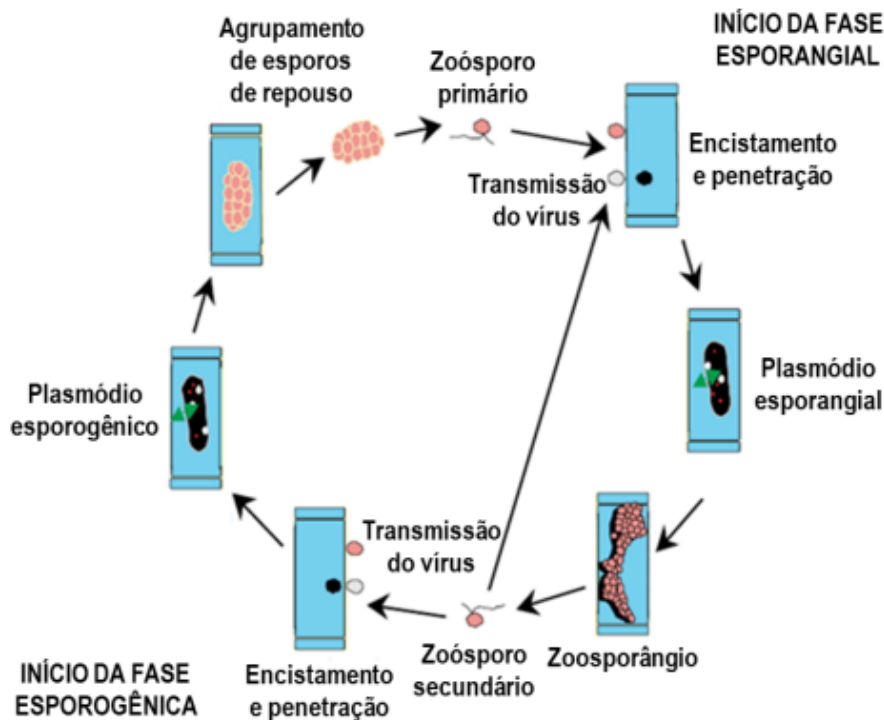 INÍCIO DA FASE
ESPORANGIAL
Agrupamento
de esporos
de repouso
Zoósporo
primário
Encistamento
e penetração
Transmissão
do vírus
Plasmódio
esporangial
Plasmódio
esporogênico
Transmissão
do vírus
Zoosporângio
Zoósporo
secundário
Encistamento
e penetração
INÍCIO DA FASE
ESPOROGÊNICA